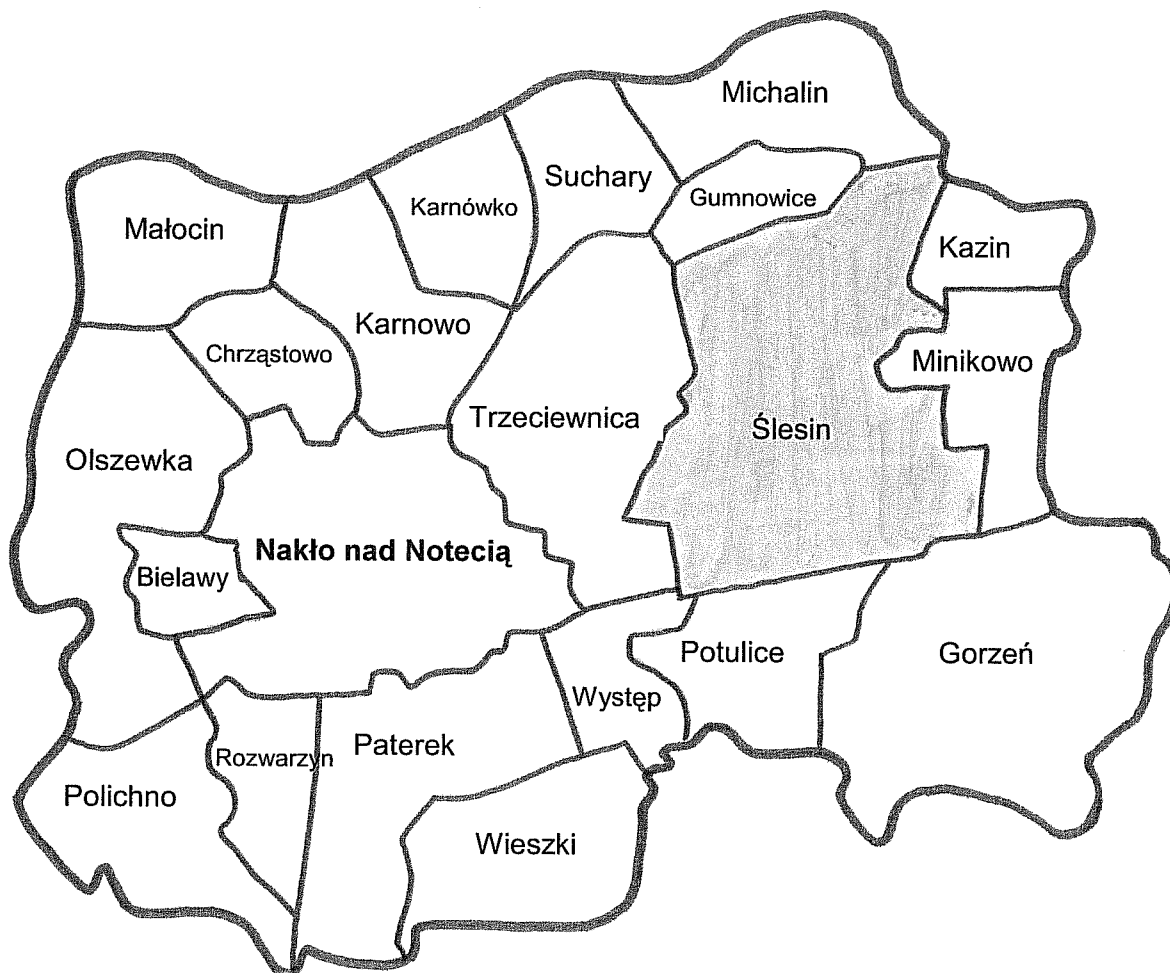 Michalin
Suchary
Gumnowice
Karnówko
Małocin
Kazin
Karnowo
Chrząstowo
Minikowo
Trzeciewnica
Ślesin
Olszewka
Nakło nad Notecią
Bielawy
Potulice
Gorzeń
Występ
Paterek
Rozwarzyn
Polichno
Wieszki